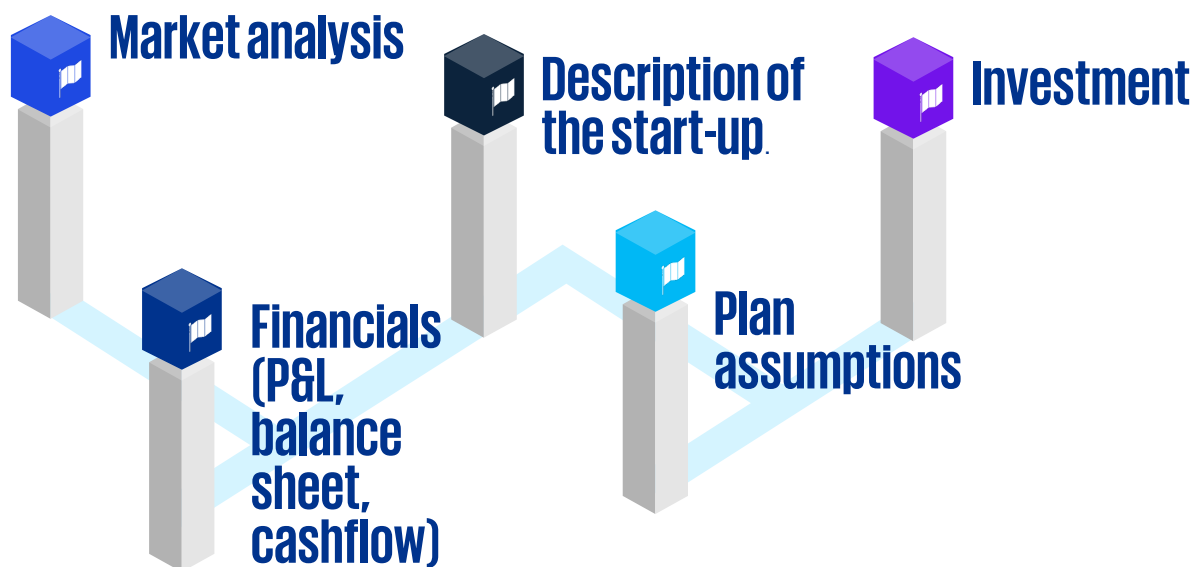 Market analysis
Financials
(P&L,
balance
sheet,
cashflow)
Description of
the start-up.
Plan
assumptions
Investment